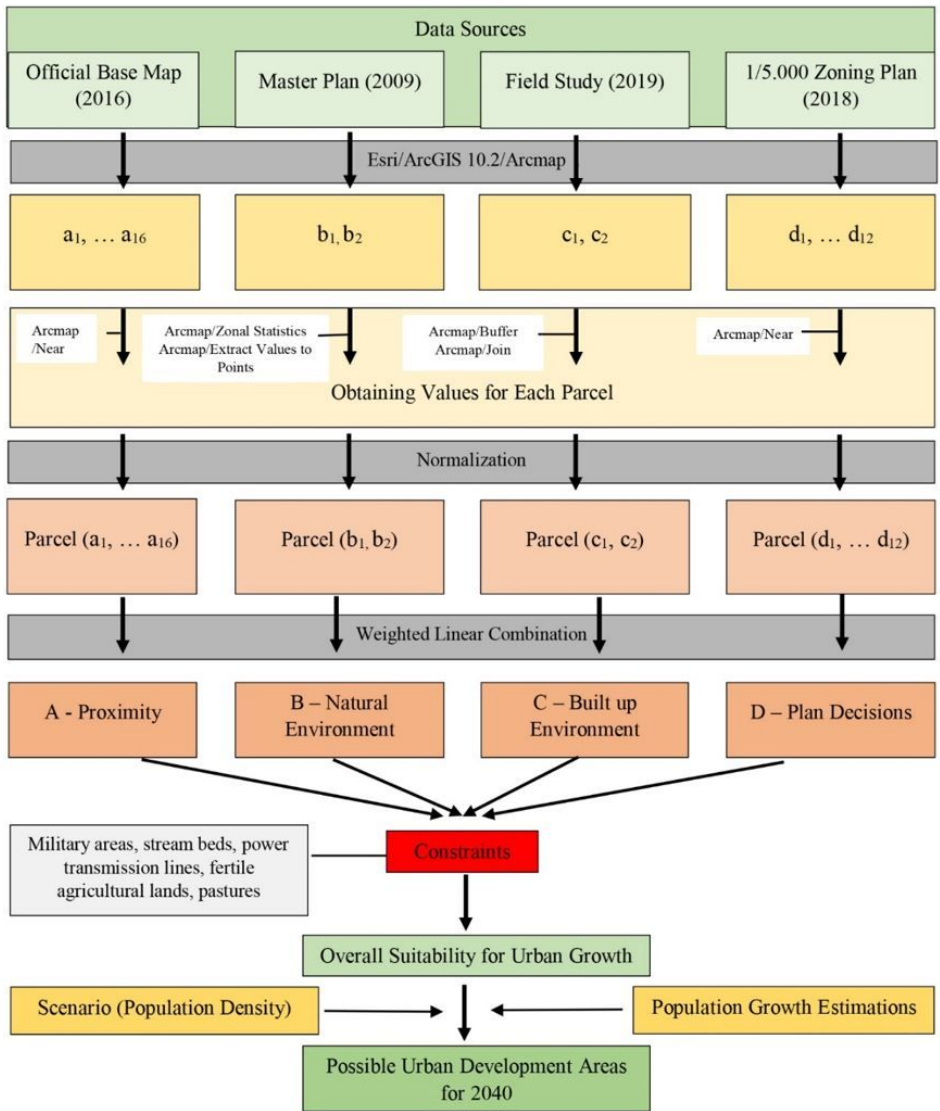 Data Sources
Official Base Map
(2016)
Master Plan (2009)
Field Study (2019)
1/5.000 Zoning Plan
(2018)
Esri/ArcGIS 10.2/Arcmap
a₁, … a₁₆
b₁, b₂
c₁, c₂
d₁, … d₁₂
Arcmap
/Near
Arcmap/Zonal Statistics
Arcmap/Extract Values to
Points
Arcmap/Buffer
Arcmap/Join
Arcmap/Near
Obtaining Values for Each Parcel
Normalization
Parcel (a₁, … a₁₆)
Parcel (b₁, b₂)
Parcel (c₁, c₂)
Parcel (d₁, … d₁₂)
Weighted Linear Combination
A - Proximity
B – Natural
Environment
C – Built up
Environment
D – Plan Decisions
Military areas, stream beds, power
transmission lines, fertile
agricultural lands, pastures
Constraints
Overall Suitability for Urban Growth
Scenario (Population Density)
Population Growth Estimations
Possible Urban Development Areas
for 2040